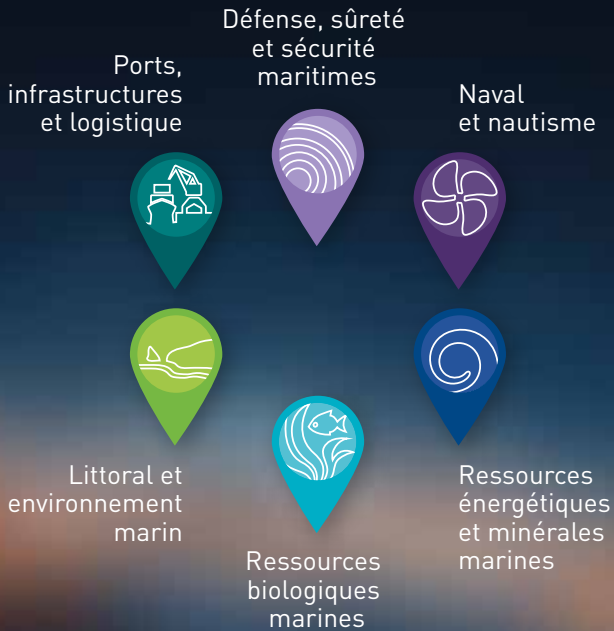 Défense, sûreté
et sécurité
maritimes
Ports,
infrastructures
et logistique
Naval
et nautisme
Littoral et
environnement
marin
Ressources
énergétiques
et minérales
marines
Ressources
biologiques
marines